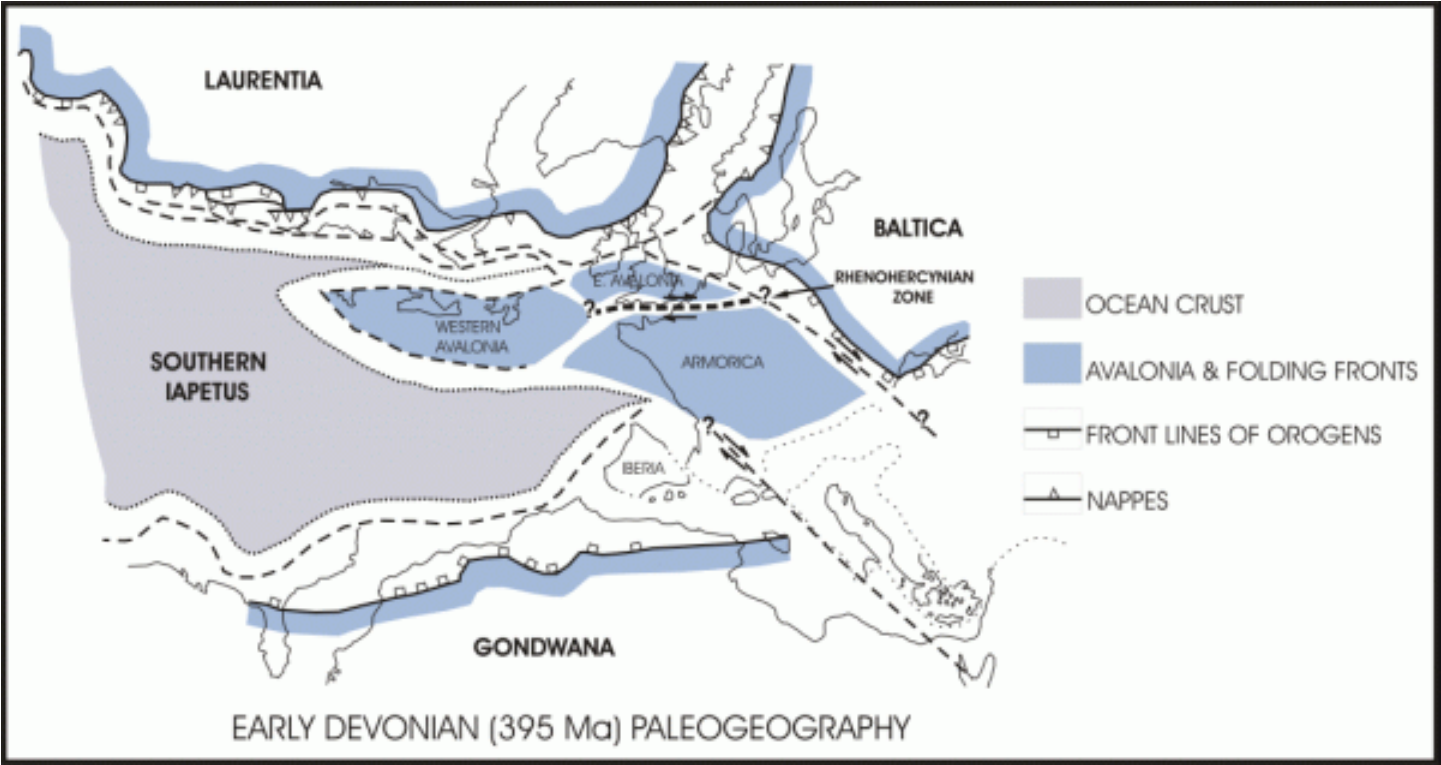 LAURENTIA
BALTICA
RHENOHERCYNIAN
ZONE
E. AVALONIA
?
?
WESTERN
AVALONIA
ARMORICA
SOUTHERN
IAPETUS
?
?
IBERIA
GONDWANA
OCEAN CRUST
AVALONIA & FOLDING FRONTS
FRONT LINES OF OROGENS
NAPPES
EARLY DEVONIAN (395 Ma) PALEOGEOGRAPHY